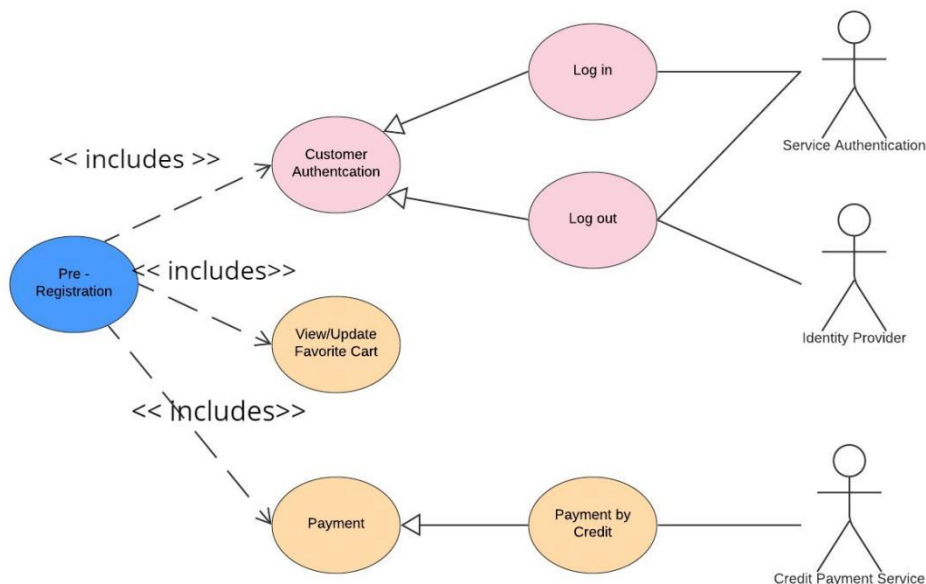 Log in
Service Authentication
<< includes >>
Customer
Authentcation
Log out
<< includes>>
Pre -
Registration
View/Update
Favorite Cart
Identity Provider
<< includes>>
Payment
Payment by
Credit
Credit Payment Service